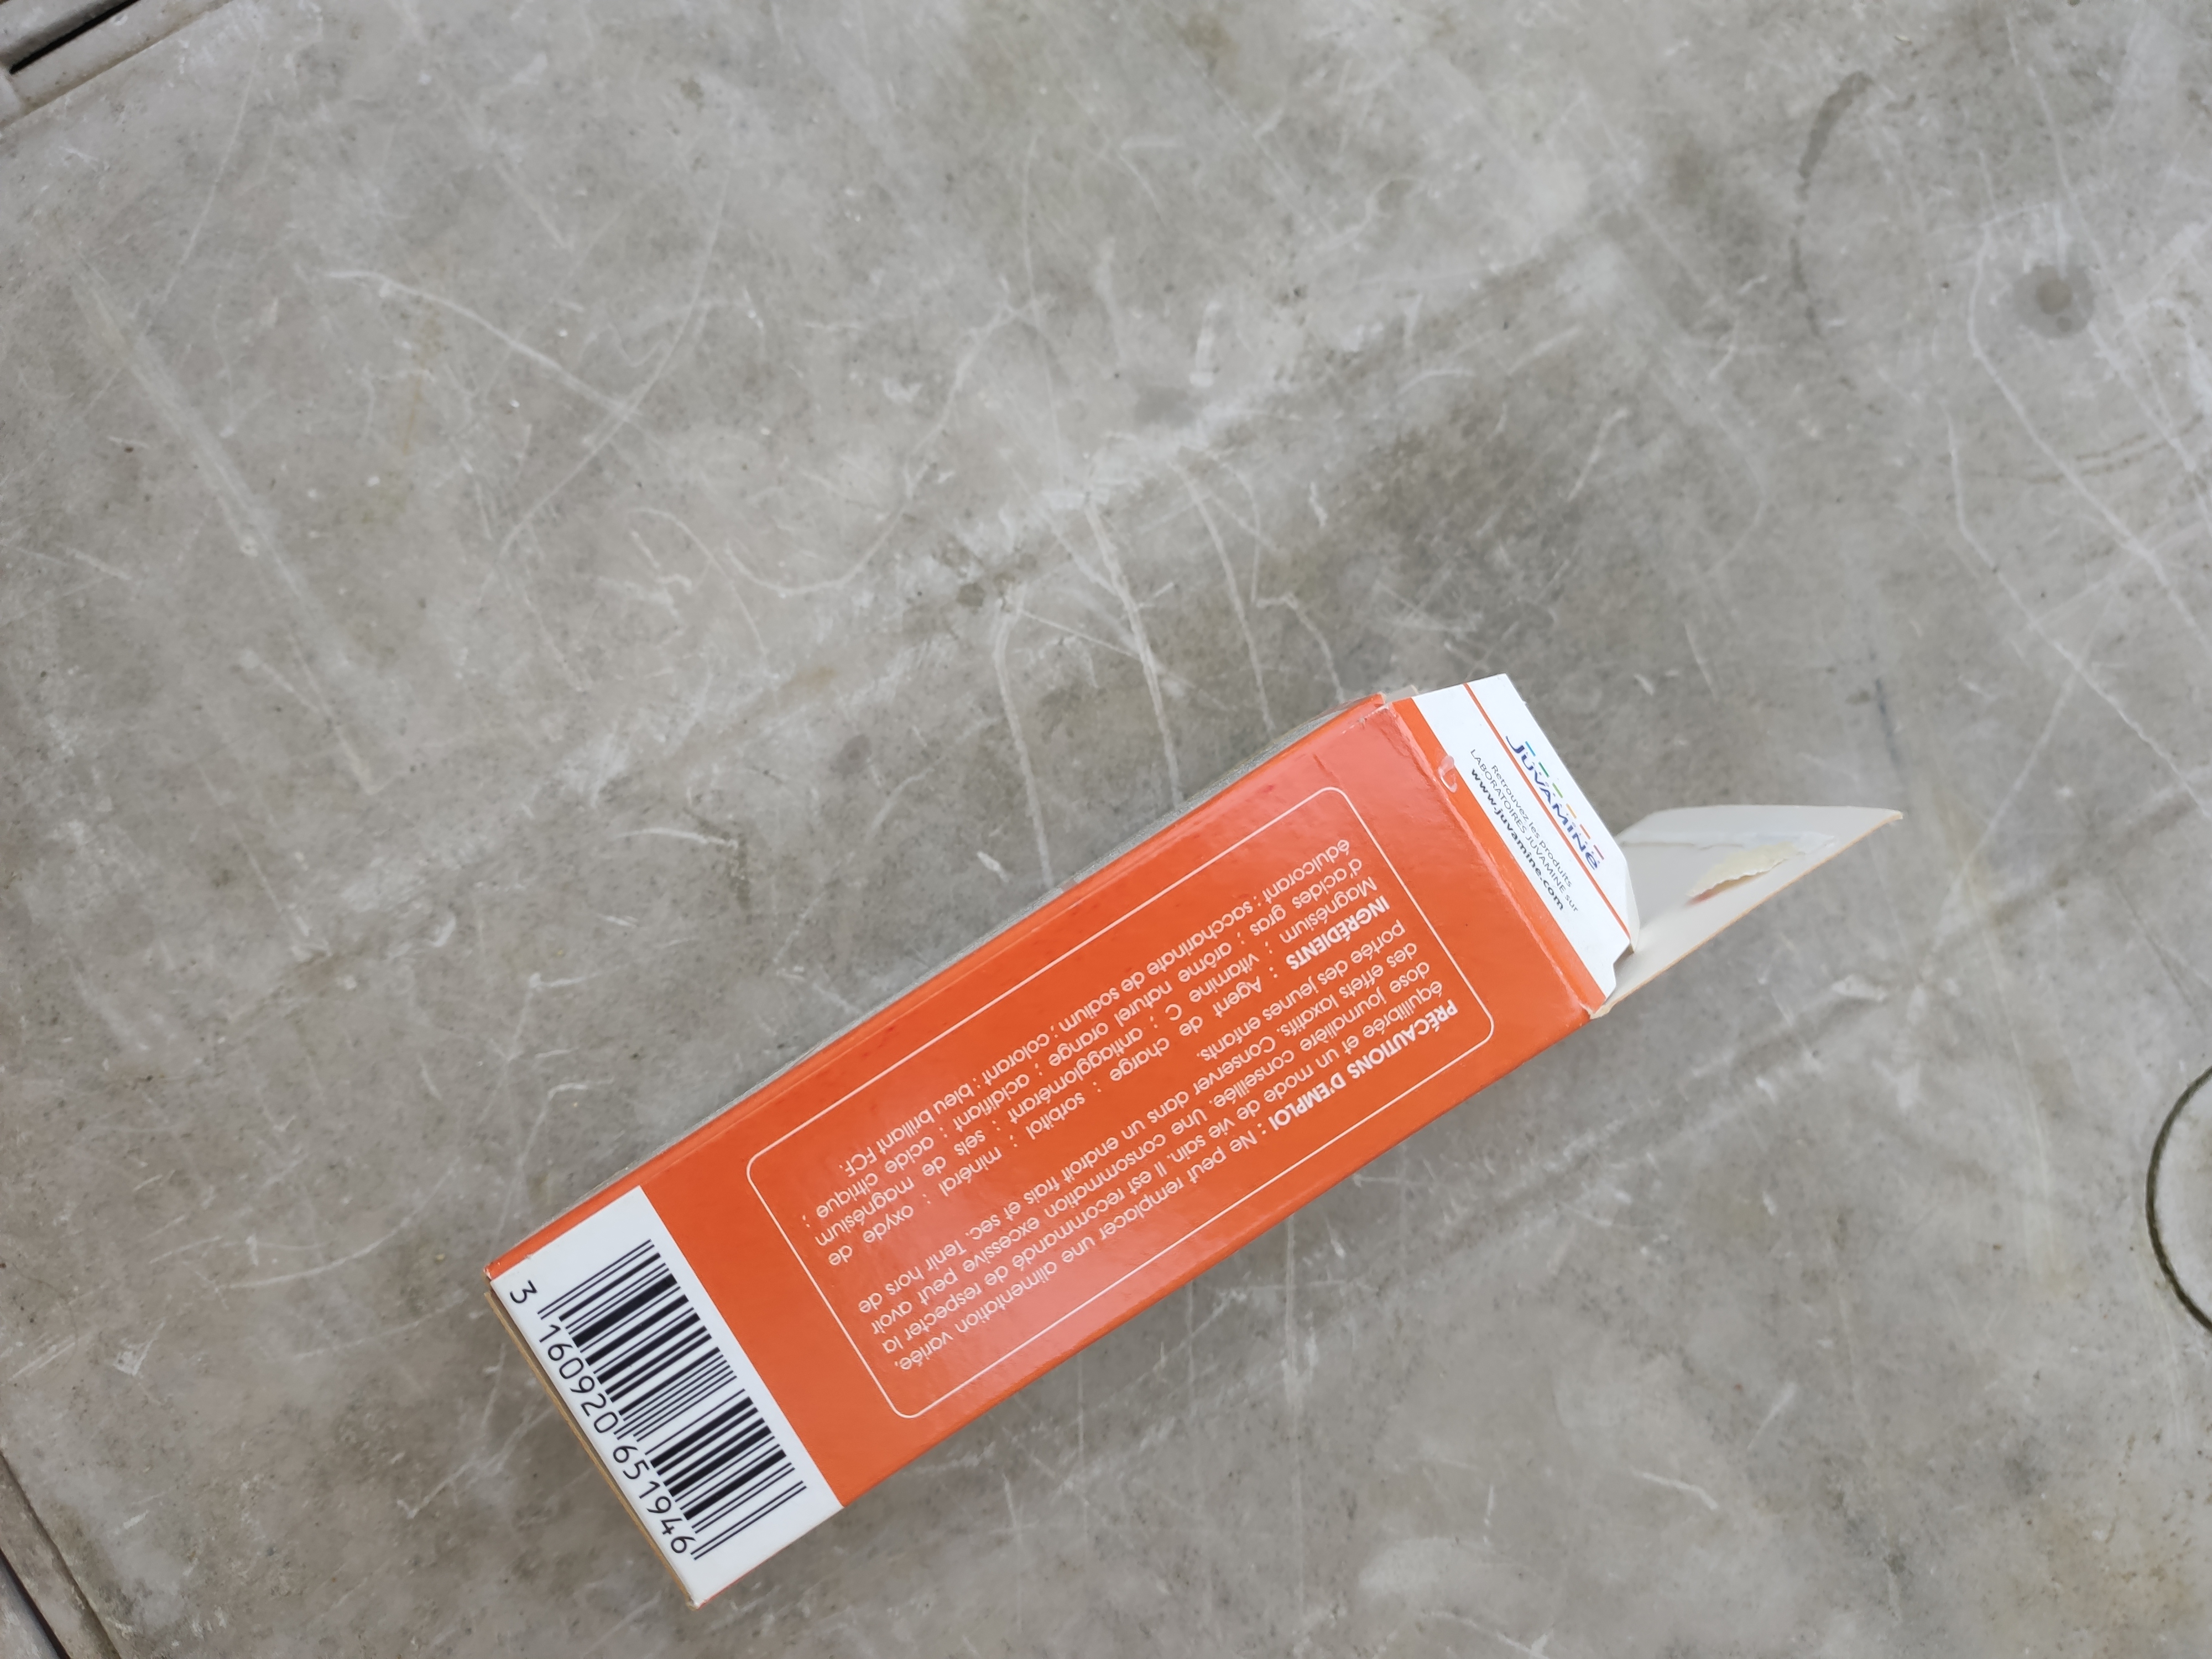 PRÉCAUTIONS D'EMPLOI : Ne peut remplacer une alimentation variée,
équilibrée et un mode de vie sain. Il est recommandé de respecter la
dose journalière conseillée. Une consommation excessive peut avoir
des effets laxatifs. Conserver dans un endroit frais et sec. Tenir hors de
portée des jeunes enfants.
INGRÉDIENTS : Agent de charge : sorbitol ; minéral : oxyde de
Magnésium ; vitamine C ; antiagglomérant : sels de magnésium
d'acides gras ; arôme naturel orange ; acidifiant : acide citrique ;
édulcorant : saccharinate de sodium ; colorant : bleu brillant FCF.
JUVAMINE
Retrouvez les produits
LABORATOIRES JUVAMINE sur
www.juvamine.com
3 160920 651946